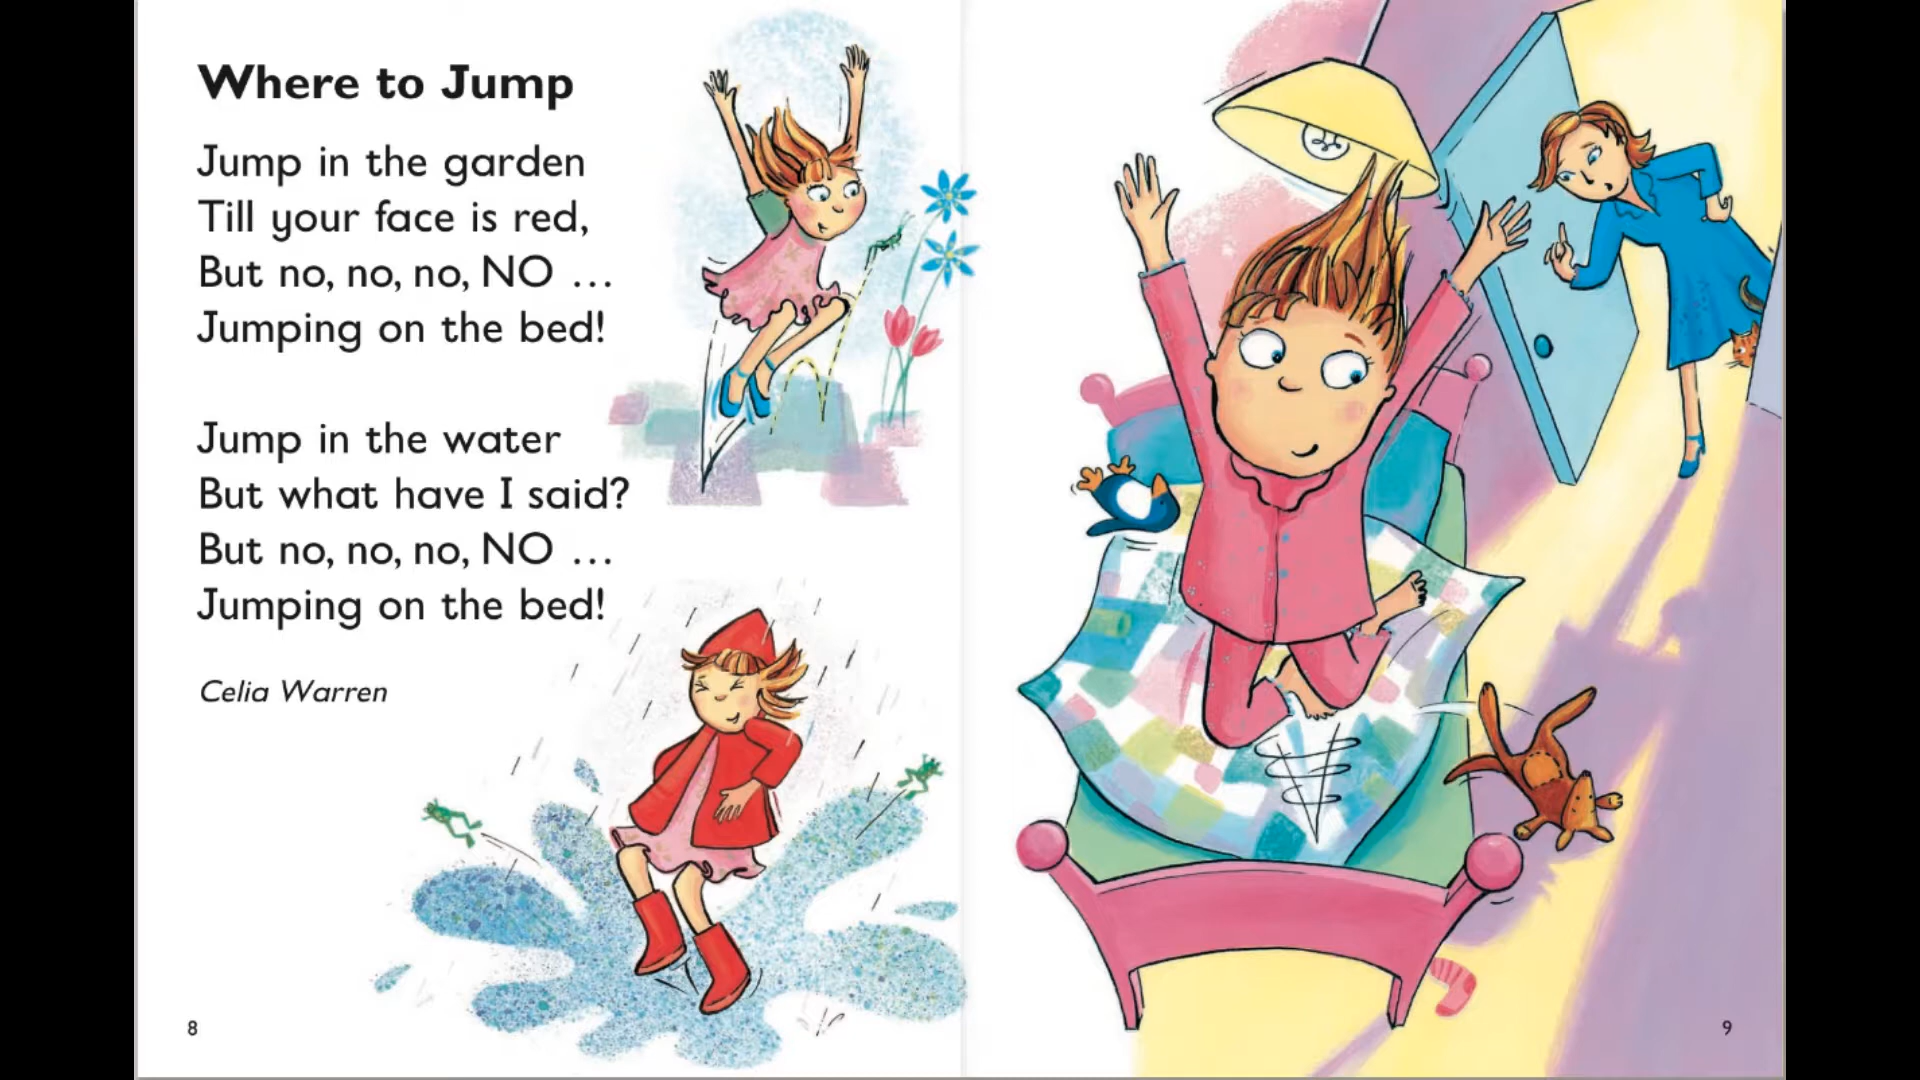 Where to Jump
Jump in the garden
Till your face is red,
But no, no, no, NO …
Jumping on the bed!
Jump in the water
But what have I said?
But no, no, no, NO …
Jumping on the bed!
Celia Warren
8
9